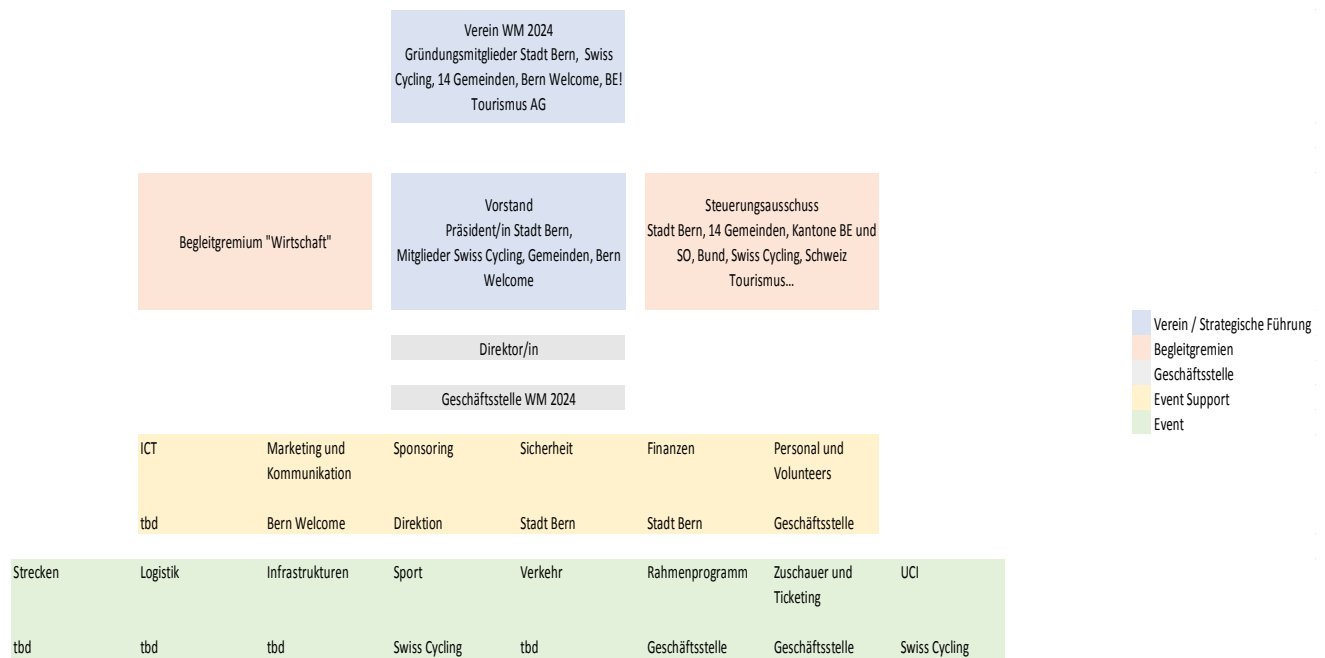 Verein WM 2024
Gründungsmitglieder Stadt Bern, Swiss
Cycling, 14 Gemeinden, Bern Welcome, BE!
Tourismus AG
Begleitgremium "Wirtschaft"
Vorstand
Präsident/in Stadt Bern,
Mitglieder Swiss Cycling, Gemeinden, Bern
Welcome
Steuerungsausschuss
Stadt Bern, 14 Gemeinden, Kantone BE und
SO, Bund, Swiss Cycling, Schweiz
Tourismus...
Direktor/in
Geschäftsstelle WM 2024
Verein / Strategische Führung
Begleitgremien
Geschäftsstelle
Event Support
Event
ICT
Marketing und
Kommunikation
Sponsoring
Sicherheit
Finanzen
Personal und
Volunteers
tbd
Bern Welcome
Direktion
Stadt Bern
Stadt Bern
Geschäftsstelle
Strecken
Logistik
Infrastrukturen
Sport
Verkehr
Rahmenprogramm
Zuschauer und
Ticketing
UCI
tbd
tbd
tbd
Swiss Cycling
tbd
Geschäftsstelle
Geschäftsstelle
Swiss Cycling